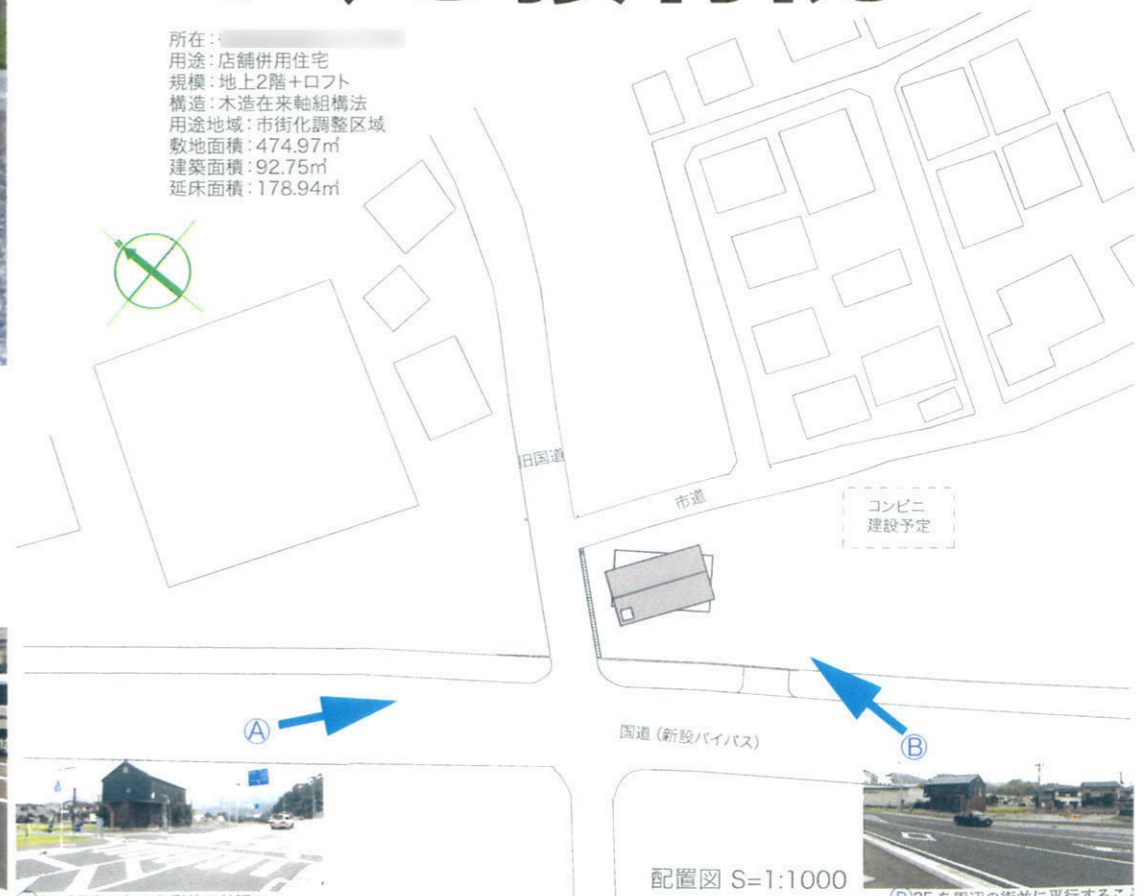 所在:
用途:店舗併用住宅
規模:地上2階+ロフト
構造:木造在来軸組構法
用途地域:市街化調整区域
敷地面積:474.97㎡
建築面積:92.75㎡
延床面積:178.94㎡
旧国道
市道
コンビニ
建設予定
Ⓐ
国道(新設バイパス)
Ⓑ
配置図 S=1:1000